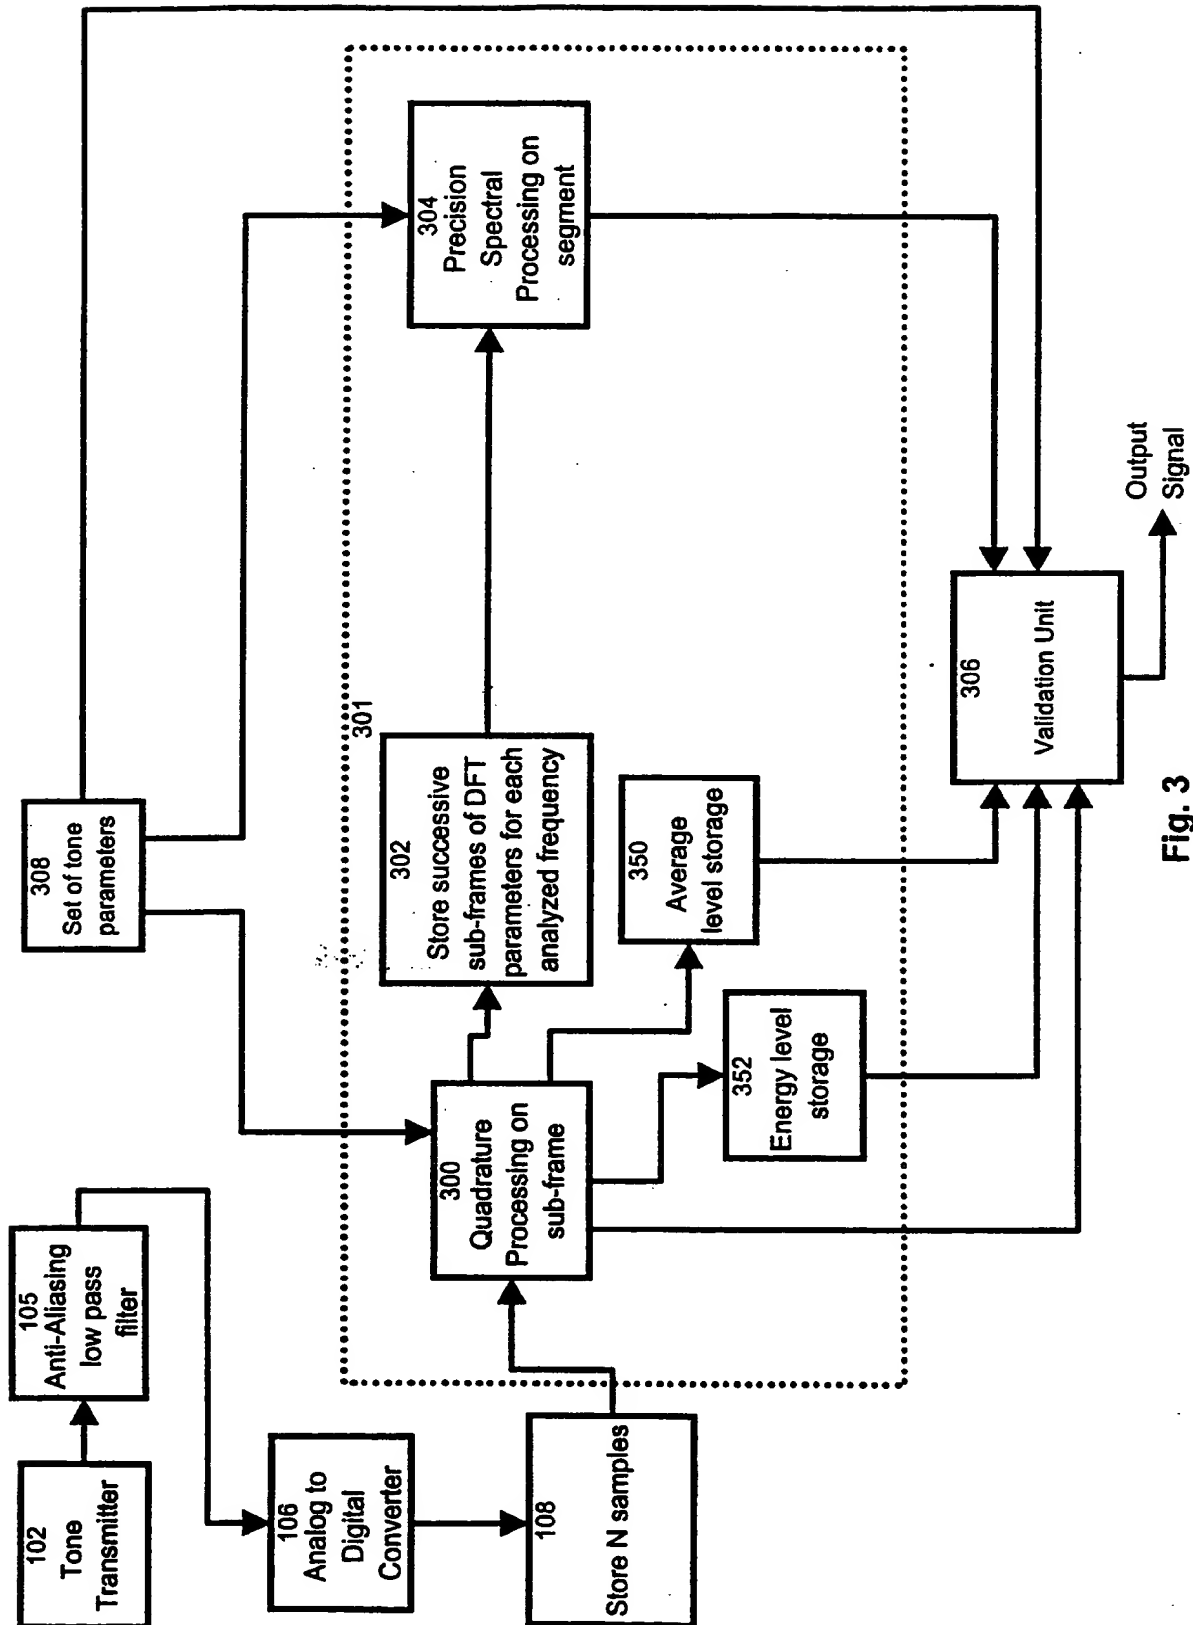 102
Tone
Transmitter
105
Anti-Aliasing
low pass
filter
106
Analog to
Digital
Converter
108
Store N samples
308
Set of tone
parameters
301
300
Quadrature
Processing on
sub-frame
302
Store successive
sub-frames of DFT
parameters for each
analyzed frequency
304
Precision
Spectral
Processing on
segment
350
Average
level storage
352
Energy level
storage
306
Validation Unit
Output
Signal
Fig. 3